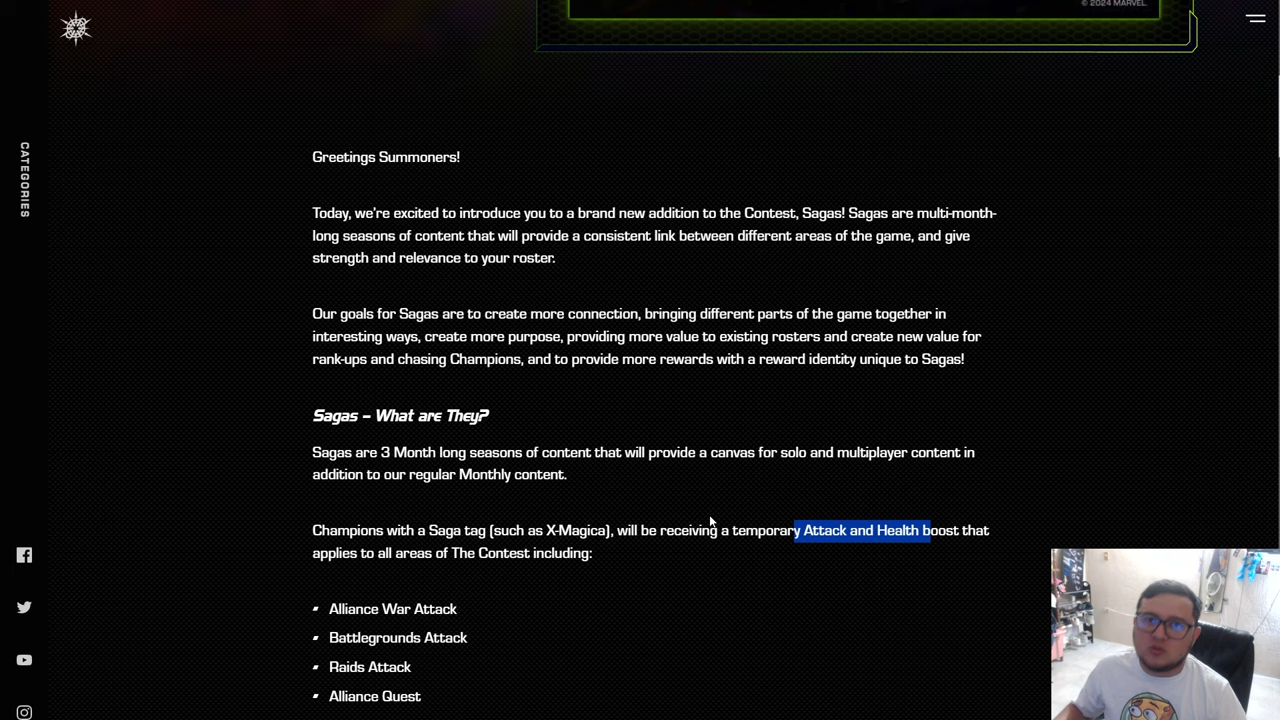 © 2024 MARVEL.
CATEGORIES
Greetings Summoners!
Today, we're excited to introduce you to a brand new addition to the Contest, Sagas! Sagas are multi-month-
long seasons of content that will provide a consistent link between different areas of the game, and give
strength and relevance to your roster.
Our goals for Sagas are to create more connection, bringing different parts of the game together in
interesting ways, create more purpose, providing more value to existing rosters and create new value for
rank-ups and chasing Champions, and to provide more rewards with a reward identity unique to Sagas!
Sagas – What are They?
Sagas are 3 Month long seasons of content that will provide a canvas for solo and multiplayer content in
addition to our regular Monthly content.
Champions with a Saga tag (such as X-Magica), will be receiving a temporary Attack and Health boost that
applies to all areas of The Contest including:
Alliance War Attack
Battlegrounds Attack
Raids Attack
Alliance Quest